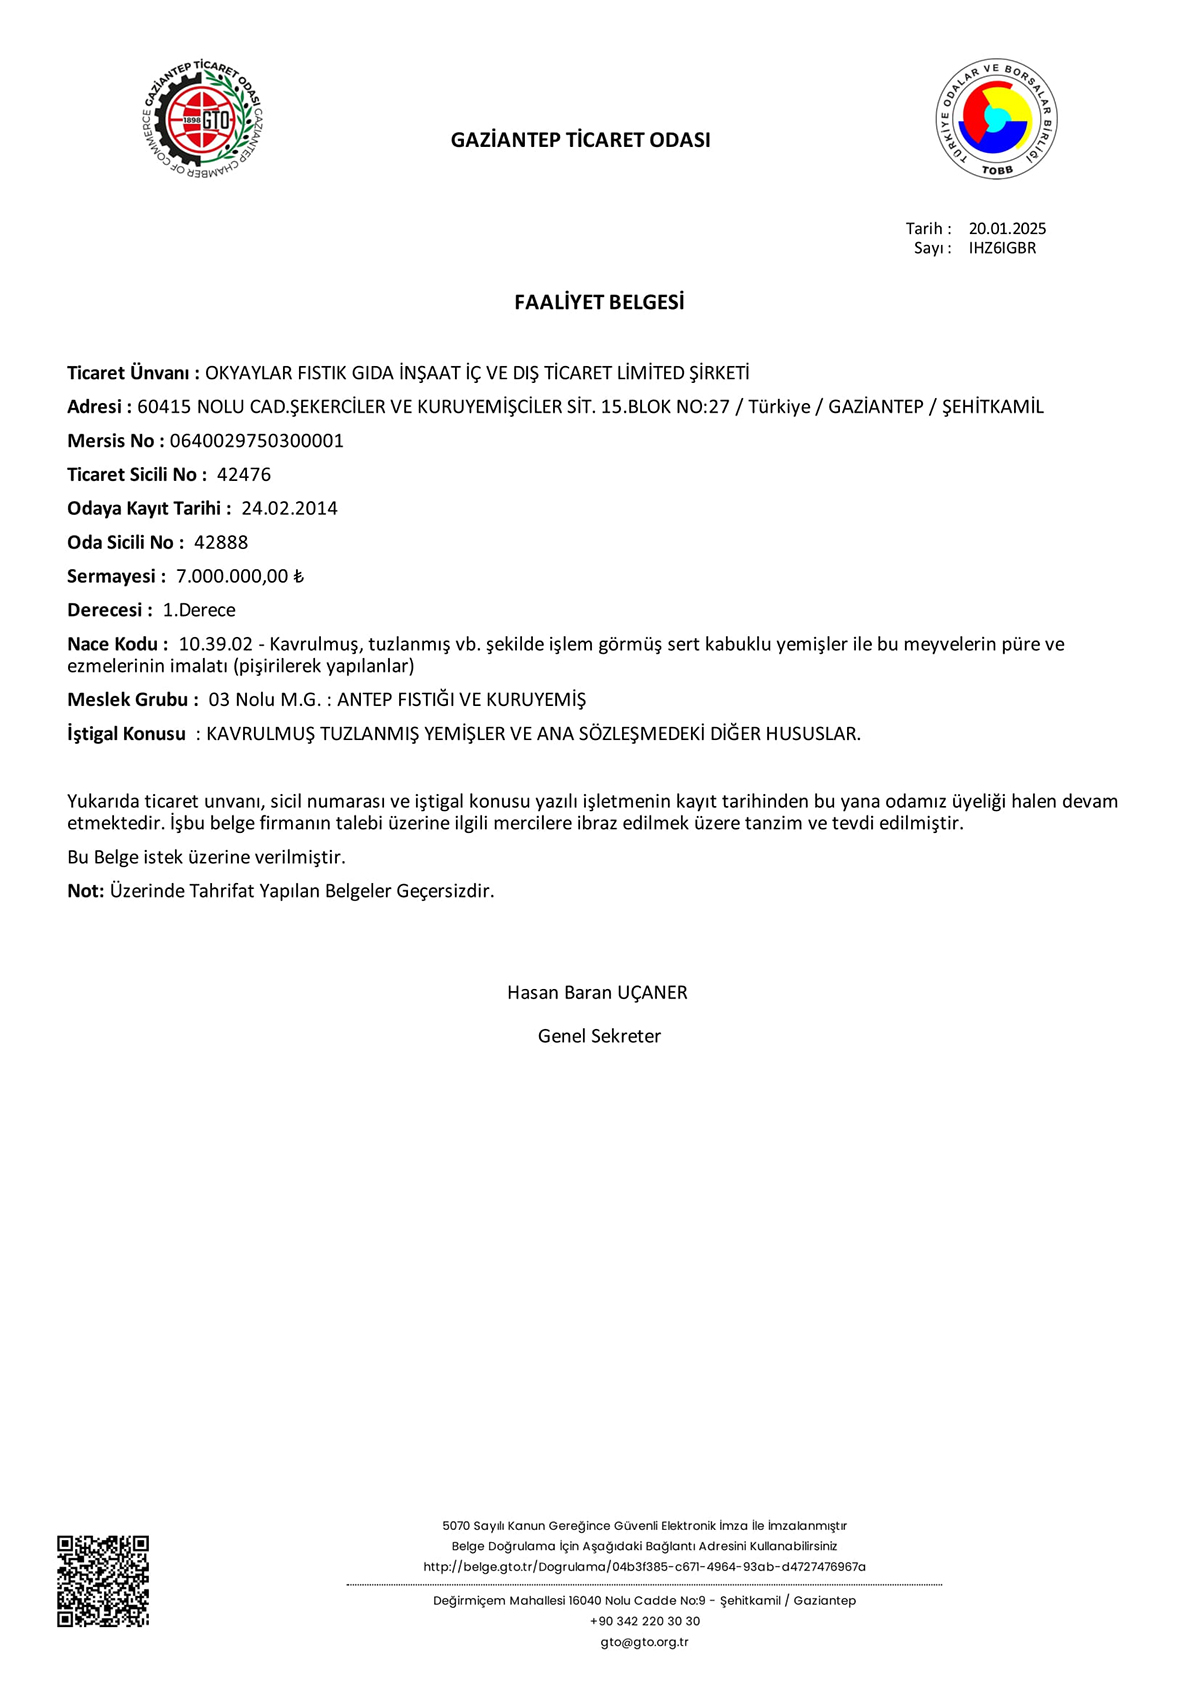 GAZİANTEP TİCARET ODASI
GAZIANTEP CHAMBER OF COMMERCE
1898 GTO
GAZİANTEP TİCARET ODASI
TÜRKİYE ODALAR VE BORSALAR BİRLİĞİ
TOBB
Tarih : 20.01.2025
Sayı : IHZ6IGBR
FAALİYET BELGESİ
Ticaret Ünvanı : OKYAYLAR FISTIK GIDA İNŞAAT İÇ VE DIŞ TİCARET LİMİTED ŞİRKETİ
Adresi : 60415 NOLU CAD.ŞEKERCİLER VE KURUYEMİŞCİLER SİT. 15.BLOK NO:27 / Türkiye / GAZİANTEP / ŞEHİTKAMİL
Mersis No : 0640029750300001
Ticaret Sicili No : 42476
Odaya Kayıt Tarihi : 24.02.2014
Oda Sicili No : 42888
Sermayesi : 7.000.000,00 ₺
Derecesi : 1.Derece
Nace Kodu : 10.39.02 - Kavrulmuş, tuzlanmış vb. şekilde işlem görmüş sert kabuklu yemişler ile bu meyvelerin püre ve
ezmelerinin imalatı (pişirilerek yapılanlar)
Meslek Grubu : 03 Nolu M.G. : ANTEP FISTIĞI VE KURUYEMİŞ
İştigal Konusu : KAVRULMUŞ TUZLANMIŞ YEMİŞLER VE ANA SÖZLEŞMEDEKİ DİĞER HUSUSLAR.
Yukarıda ticaret unvanı, sicil numarası ve iştigal konusu yazılı işletmenin kayıt tarihinden bu yana odamız üyeliği halen devam
etmektedir. İşbu belge firmanın talebi üzerine ilgili mercilere ibraz edilmek üzere tanzim ve tevdi edilmiştir.
Bu Belge istek üzerine verilmiştir.
Not: Üzerinde Tahrifat Yapılan Belgeler Geçersizdir.
Hasan Baran UÇANER
Genel Sekreter
5070 Sayılı Kanun Gereğince Güvenli Elektronik İmza İle İmzalanmıştır
Belge Doğrulama İçin Aşağıdaki Bağlantı Adresini Kullanabilirsiniz
http://belge.gto.tr/Dogrulama/04b3f385-c671-4964-93ab-d4727476967a
Değirmiçem Mahallesi 16040 Nolu Cadde No:9 - Şehitkamil / Gaziantep
+90 342 220 30 30
gto@gto.org.tr